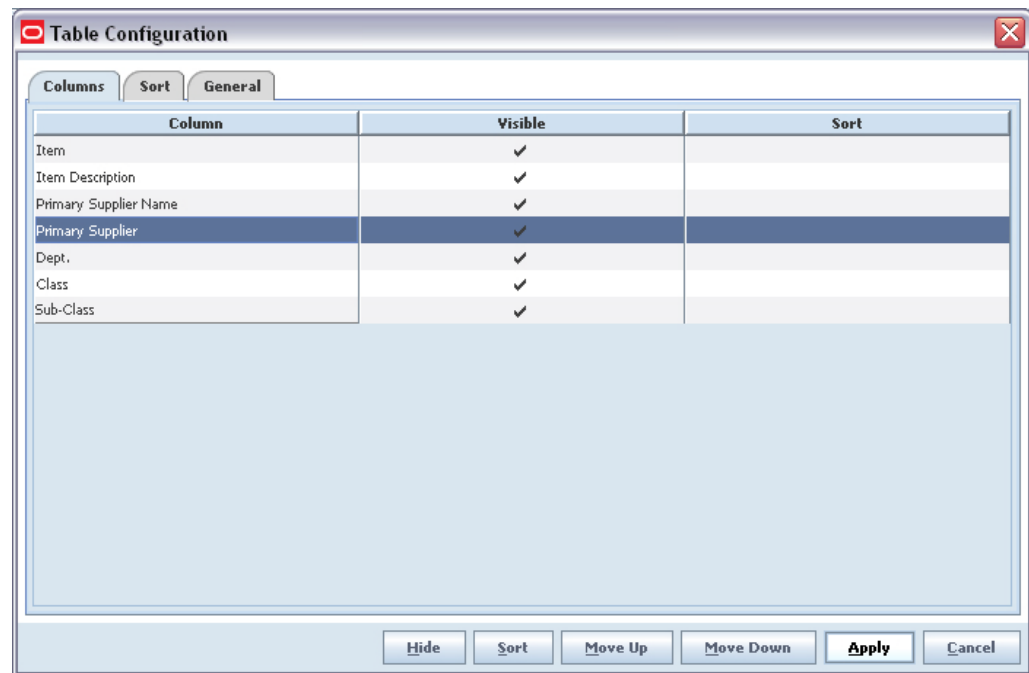 Table Configuration
Columns Sort General
Column Visible Sort
Item
Item Description
Primary Supplier Name
Primary Supplier
Dept.
Class
Sub-Class
Hide Sort Move Up Move Down Apply Cancel